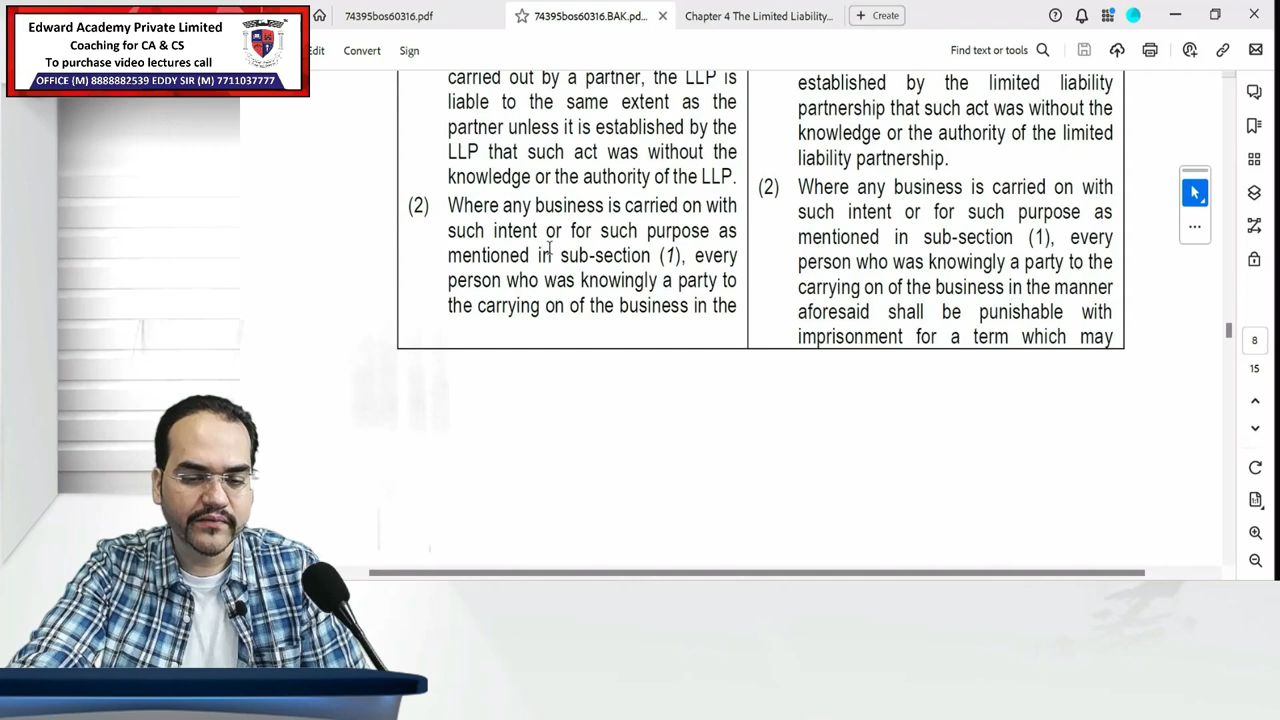 Edward Academy Private Limited
Coaching for CA & CS
To purchase video lectures call
OFFICE (M) 8888882539 EDDY SIR (M) 7711037777
74395bos60316.pdf
74395bos60316.BAK.pd...
Chapter 4 The Limited Liability...
Create
Edit
Convert
Sign
Find text or tools
carried out by a partner, the LLP is
liable to the same extent as the
partner unless it is established by the
LLP that such act was without the
knowledge or the authority of the LLP.
(2) Where any business is carried on with
such intent or for such purpose as
mentioned in sub-section (1), every
person who was knowingly a party to
the carrying on of the business in the
established by the limited liability
partnership that such act was without the
knowledge or the authority of the limited
liability partnership.
(2) Where any business is carried on with
such intent or for such purpose as
mentioned in sub-section (1), every
person who was knowingly a party to the
carrying on of the business in the manner
aforesaid shall be punishable with
imprisonment for a term which may
8
15